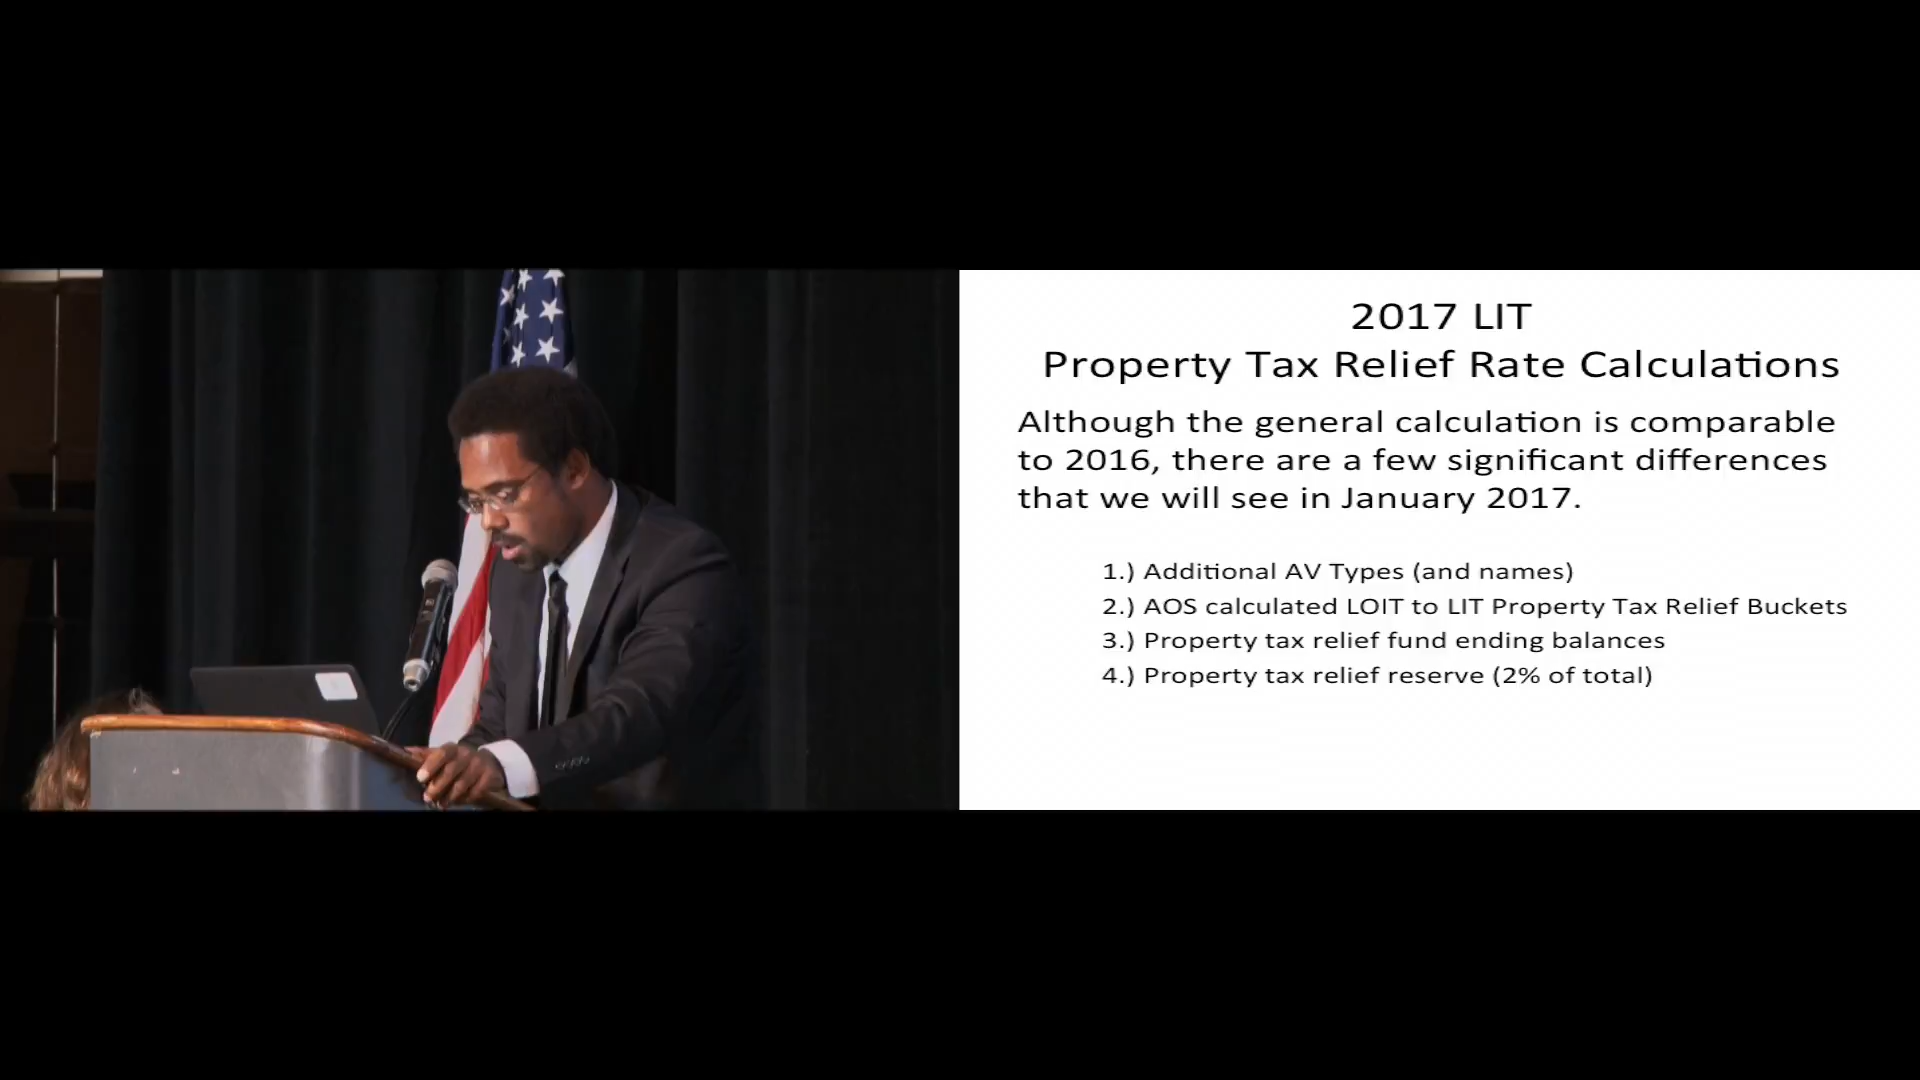 2017 LIT
Property Tax Relief Rate Calculations
Although the general calculation is comparable
to 2016, there are a few significant differences
that we will see in January 2017.
1.) Additional AV Types (and names)
2.) AOS calculated LOIT to LIT Property Tax Relief Buckets
3.) Property tax relief fund ending balances
4.) Property tax relief reserve (2% of total)